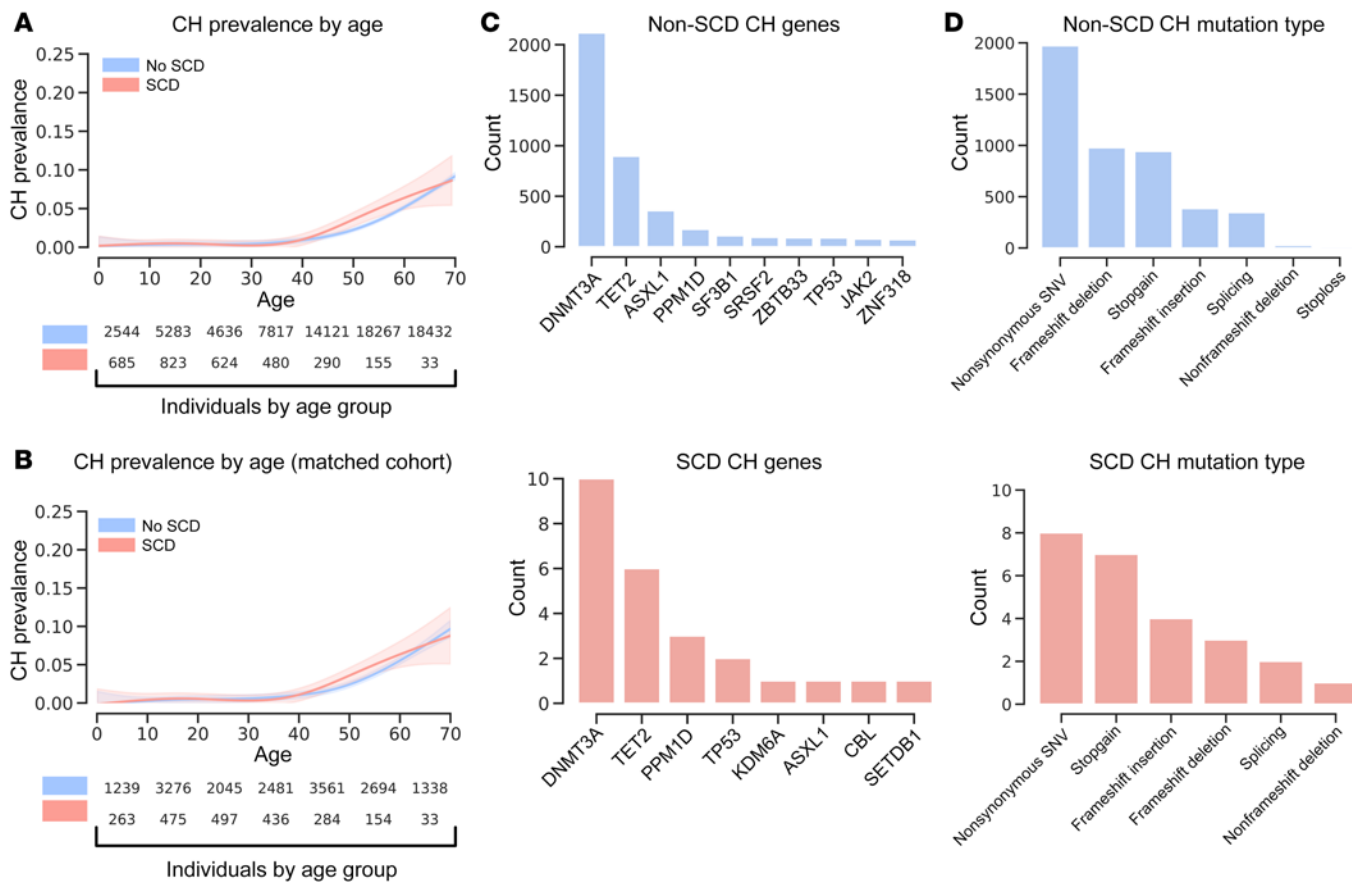 A
CH prevalence by age
0.25
0.20
0.15
0.10
0.05
0.00
CH prevalance
No SCD
SCD
0 10 20 30 40 50 60 70
Age
2544 5283 4636 7817 14121 18267 18432
685 823 624 480 290 155 33
Individuals by age group
B
CH prevalence by age (matched cohort)
0.25
0.20
0.15
0.10
0.05
0.00
CH prevalance
No SCD
SCD
0 10 20 30 40 50 60 70
Age
1239 3276 2045 2481 3561 2694 1338
263 475 497 436 284 154 33
Individuals by age group
C
Non-SCD CH genes
2000
1500
1000
500
0
Count
DNMT3A
TET2
ASXL1
PPM1D
SF3B1
SRSF2
ZBTB33
TP53
JAK2
ZNF318
SCD CH genes
10
8
6
4
2
0
Count
DNMT3A
TET2
PPM1D
TP53
KDM6A
ASXL1
CBL
SETDB1
D
Non-SCD CH mutation type
2000
1500
1000
500
0
Count
Nonsynonymous SNV
Frameshift deletion
Stopgain
Frameshift insertion
Splicing
Nonframeshift deletion
Stoploss
SCD CH mutation type
10
8
6
4
2
0
Count
Nonsynonymous SNV
Stopgain
Frameshift insertion
Frameshift deletion
Splicing
Nonframeshift deletion